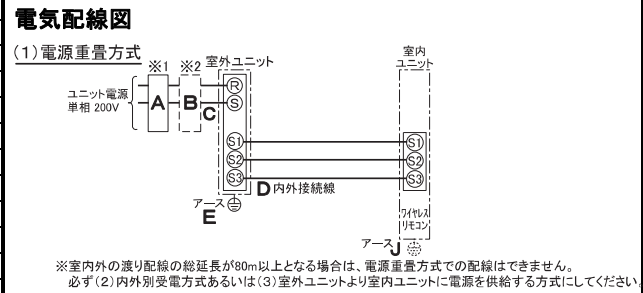 電気配線図
(1)電源重畳方式
※1 ※2 室外ユニット
室内
ユニット
ユニット電源
単相 200V
A B C
R
S
S1 S1
S2 S2
S3 S3
D 内外接続線
アース
E
ワイヤレス
リモコン
アース J
※室内外の渡り配線の総延長が80m以上となる場合は、電源重畳方式での配線はできません。
必ず(2)内外別受電方式あるいは(3)室外ユニットより室内ユニットに電源を供給する方式にしてください。